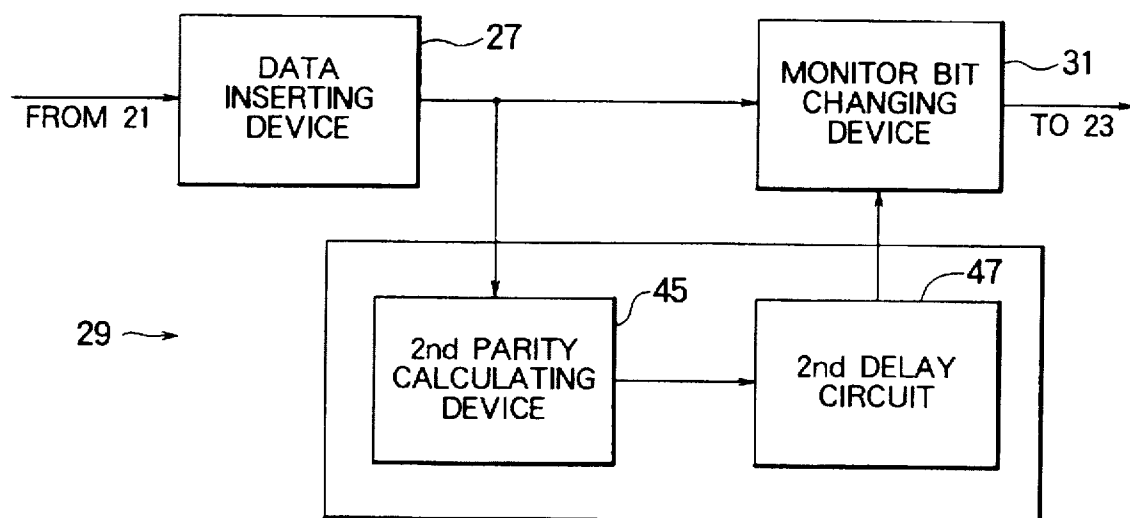 27
DATA
INSERTING
DEVICE
FROM 21
MONITOR BIT
CHANGING
DEVICE
31
TO 23
29
45
2nd PARITY
CALCULATING
DEVICE
47
2nd DELAY
CIRCUIT